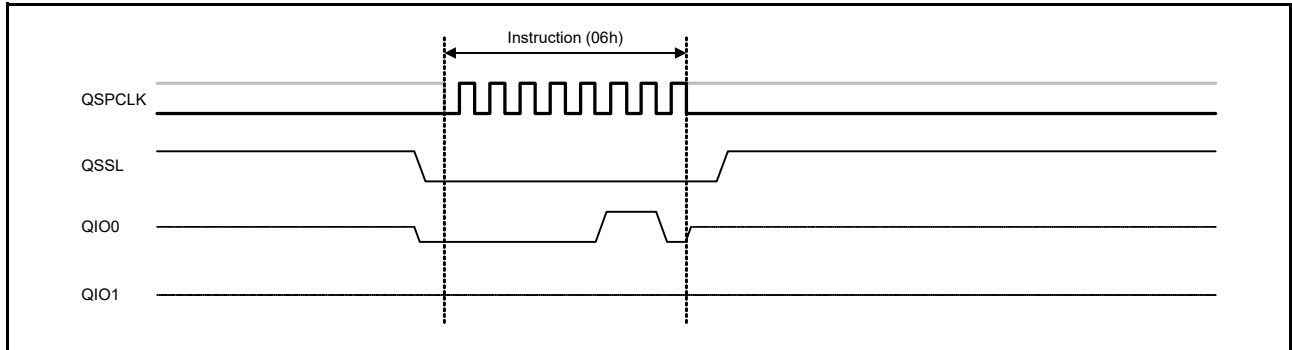 Instruction (06h)
QSPCLK
QSSL
QIO0
QIO1